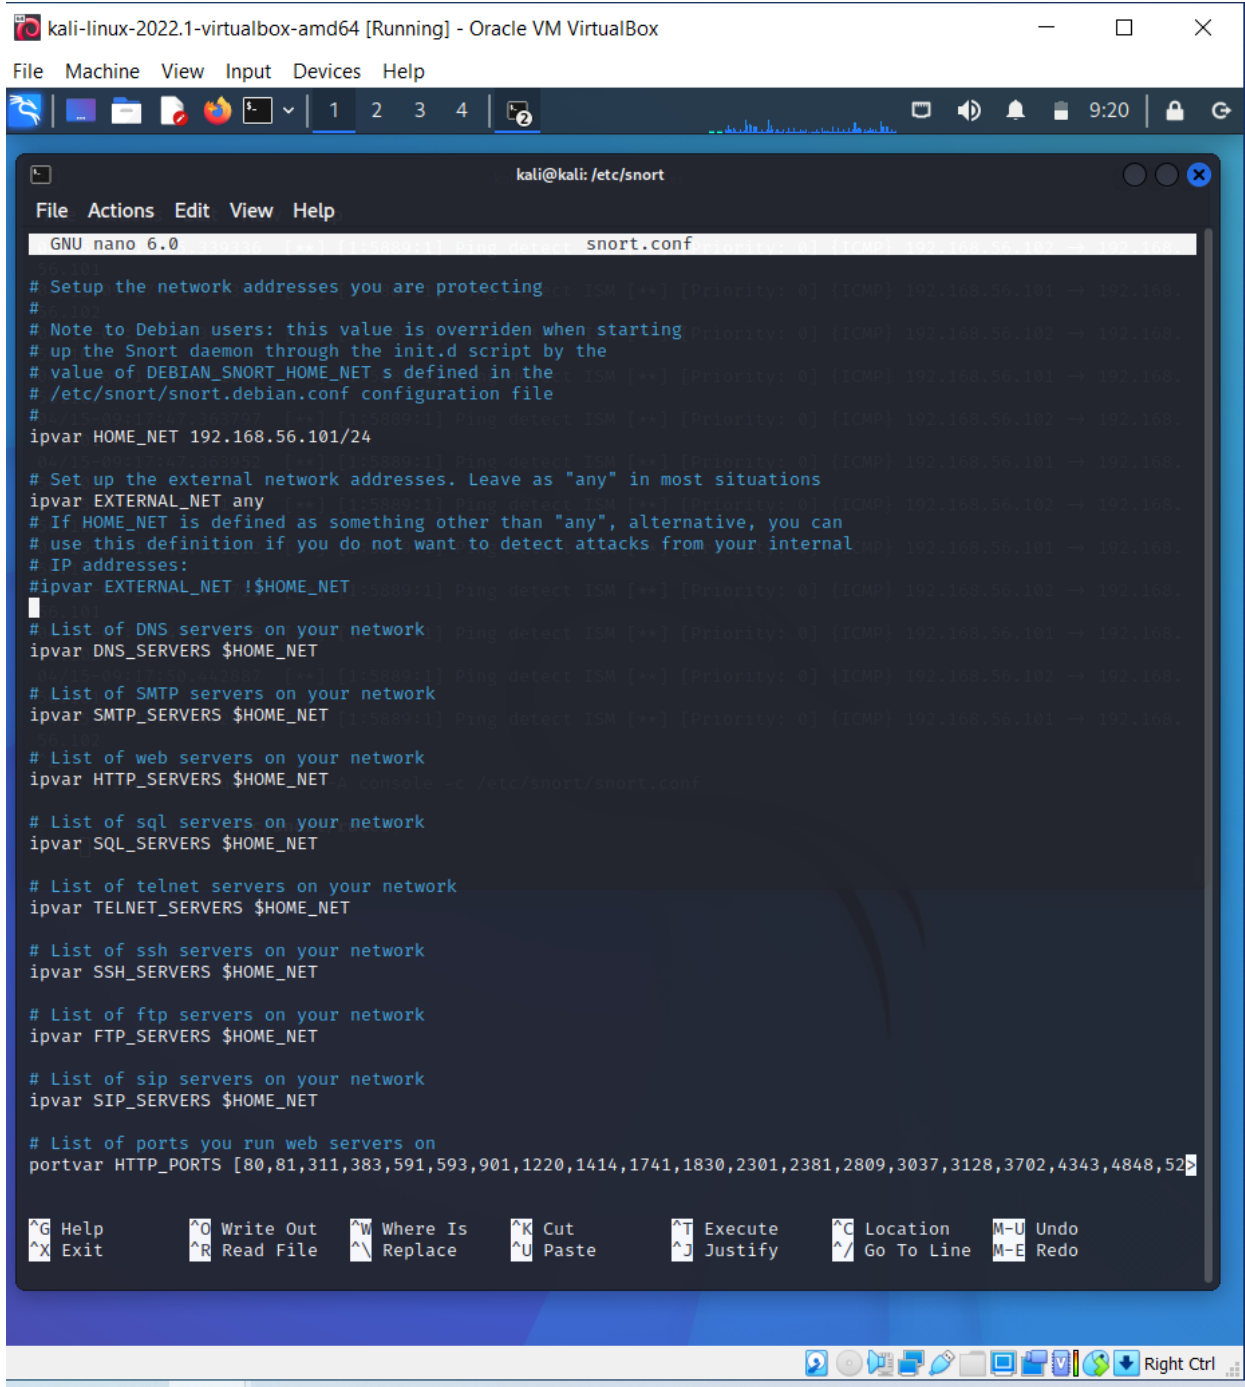 kali-linux-2022.1-virtualbox-amd64 [Running] - Oracle VM VirtualBox
File Machine View Input Devices Help
1 2 3 4 2 9:20
kali@kali: /etc/snort
File Actions Edit View Help
GNU nano 6.0 snort.conf
# Setup the network addresses you are protecting
#
# Note to Debian users: this value is overriden when starting
# up the Snort daemon through the init.d script by the
# value of DEBIAN_SNORT_HOME_NET s defined in the
# /etc/snort/snort.debian.conf configuration file
#
ipvar HOME_NET 192.168.56.101/24
# Set up the external network addresses. Leave as "any" in most situations
ipvar EXTERNAL_NET any
# If HOME_NET is defined as something other than "any", alternative, you can
# use this definition if you do not want to detect attacks from your internal
# IP addresses:
#ipvar EXTERNAL_NET !$HOME_NET
# List of DNS servers on your network
ipvar DNS_SERVERS $HOME_NET
# List of SMTP servers on your network
ipvar SMTP_SERVERS $HOME_NET
# List of web servers on your network
ipvar HTTP_SERVERS $HOME_NET
# List of sql servers on your network
ipvar SQL_SERVERS $HOME_NET
# List of telnet servers on your network
ipvar TELNET_SERVERS $HOME_NET
# List of ssh servers on your network
ipvar SSH_SERVERS $HOME_NET
# List of ftp servers on your network
ipvar FTP_SERVERS $HOME_NET
# List of sip servers on your network
ipvar SIP_SERVERS $HOME_NET
# List of ports you run web servers on
portvar HTTP_PORTS [80,81,311,383,591,593,901,1220,1414,1741,1830,2301,2381,2809,3037,3128,3702,4343,4848,52>
^G Help ^O Write Out ^W Where Is ^K Cut ^T Execute ^C Location M-U Undo
^X Exit ^R Read File ^\ Replace ^U Paste ^J Justify ^/ Go To Line M-E Redo
Right Ctrl